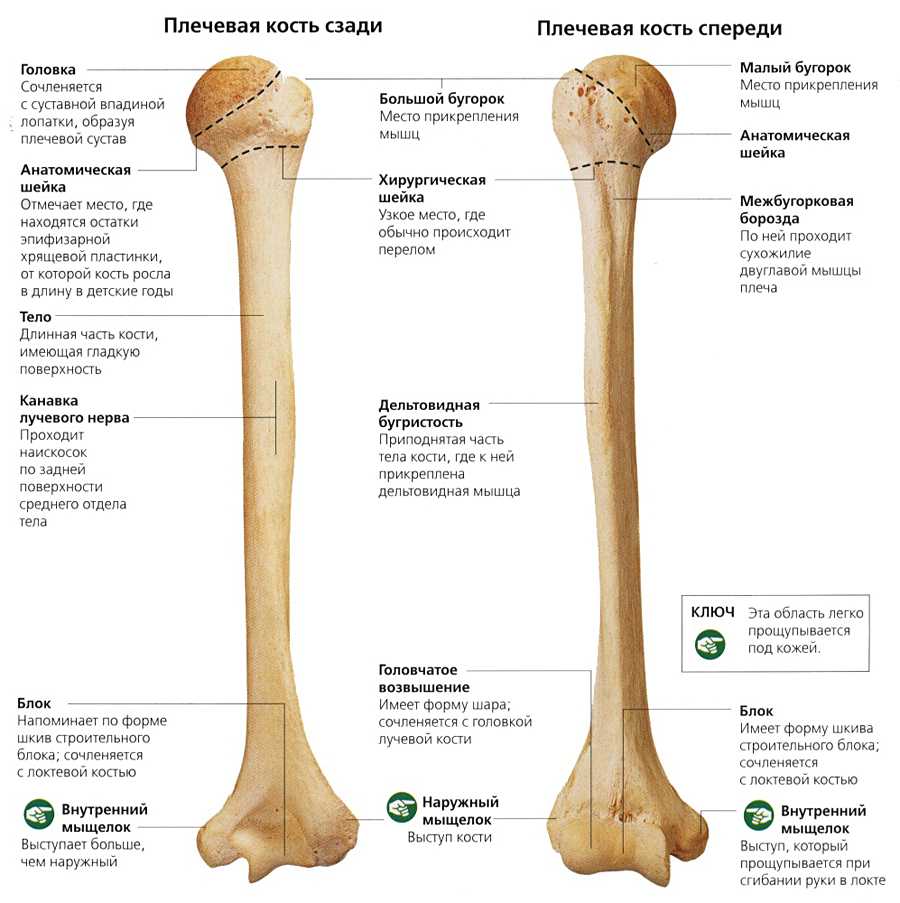 Плечевая кость сзади
Плечевая кость спереди
Головка
Сочленяется
с суставной впадиной
лопатки, образуя
плечевой сустав
Анатомическая
шейка
Отмечает место, где
находятся остатки
эпифизарной
хрящевой пластинки,
от которой кость росла
в длину в детские годы
Тело
Длинная часть кости,
имеющая гладкую
поверхность
Канавка
лучевого нерва
Проходит
наискосок
по задней
поверхности
среднего отдела
тела
Блок
Напоминает по форме
шкив строительного
блока; сочленяется
с локтевой костью
Внутренний
мыщелок
Выступает больше,
чем наружный
Большой бугорок
Место прикрепления
мышц
Хирургическая
шейка
Узкое место, где
обычно происходит
перелом
Дельтовидная
бугристость
Приподнятая часть
тела кости, где к ней
прикреплена
дельтовидная мышца
Головчатое
возвышение
Имеет форму шара;
сочленяется с головкой
лучевой кости
Наружный
мыщелок
Выступ кости
Малый бугорок
Место прикрепления
мышц
Анатомическая
шейка
Межбугорковая
борозда
По ней проходит
сухожилие
двуглавой мышцы
плеча
КЛЮЧ Эта область легко
прощупывается
под кожей.
Блок
Имеет форму шкива
строительного блока;
сочленяется
с локтевой костью
Внутренний
мыщелок
Выступ, который
прощупывается при
сгибании руки в локте